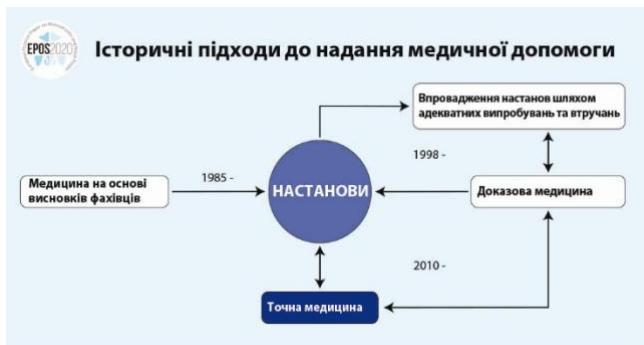 EPOS2020
Історичні підходи до надання медичної допомоги
Впровадження настанов шляхом
адекватних випробувань та втручань
1998 -
Медицина на основі
висновків фахівців
1985 -
НАСТАНОВИ
Доказова медицина
2010 -
Точна медицина